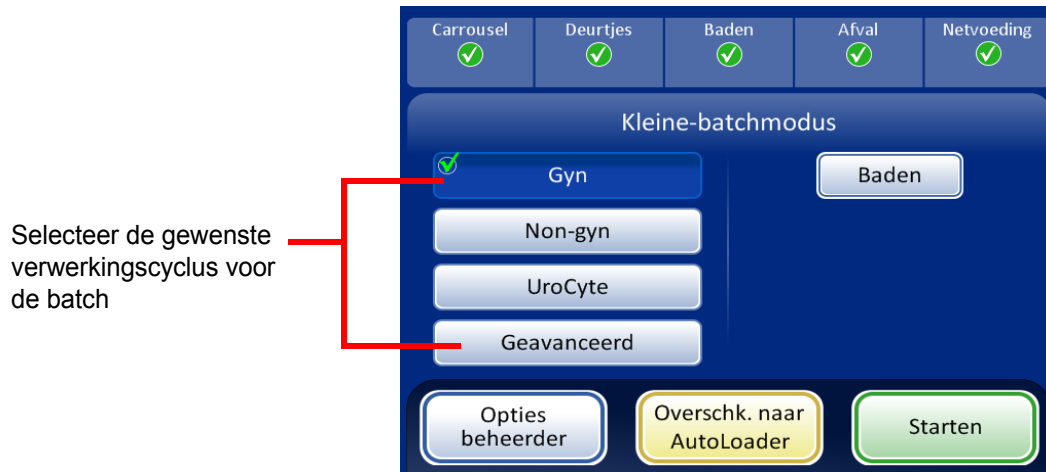 Carrousel
Deurtjes
Baden
Afval
Netvoeding
Kleine-batchmodus
Gyn
Baden
Non-gyn
UroCyte
Geavanceerd
Selecteer de gewenste
verwerkingscyclus voor
de batch
Opties
beheerder
Overschk. naar
AutoLoader
Starten